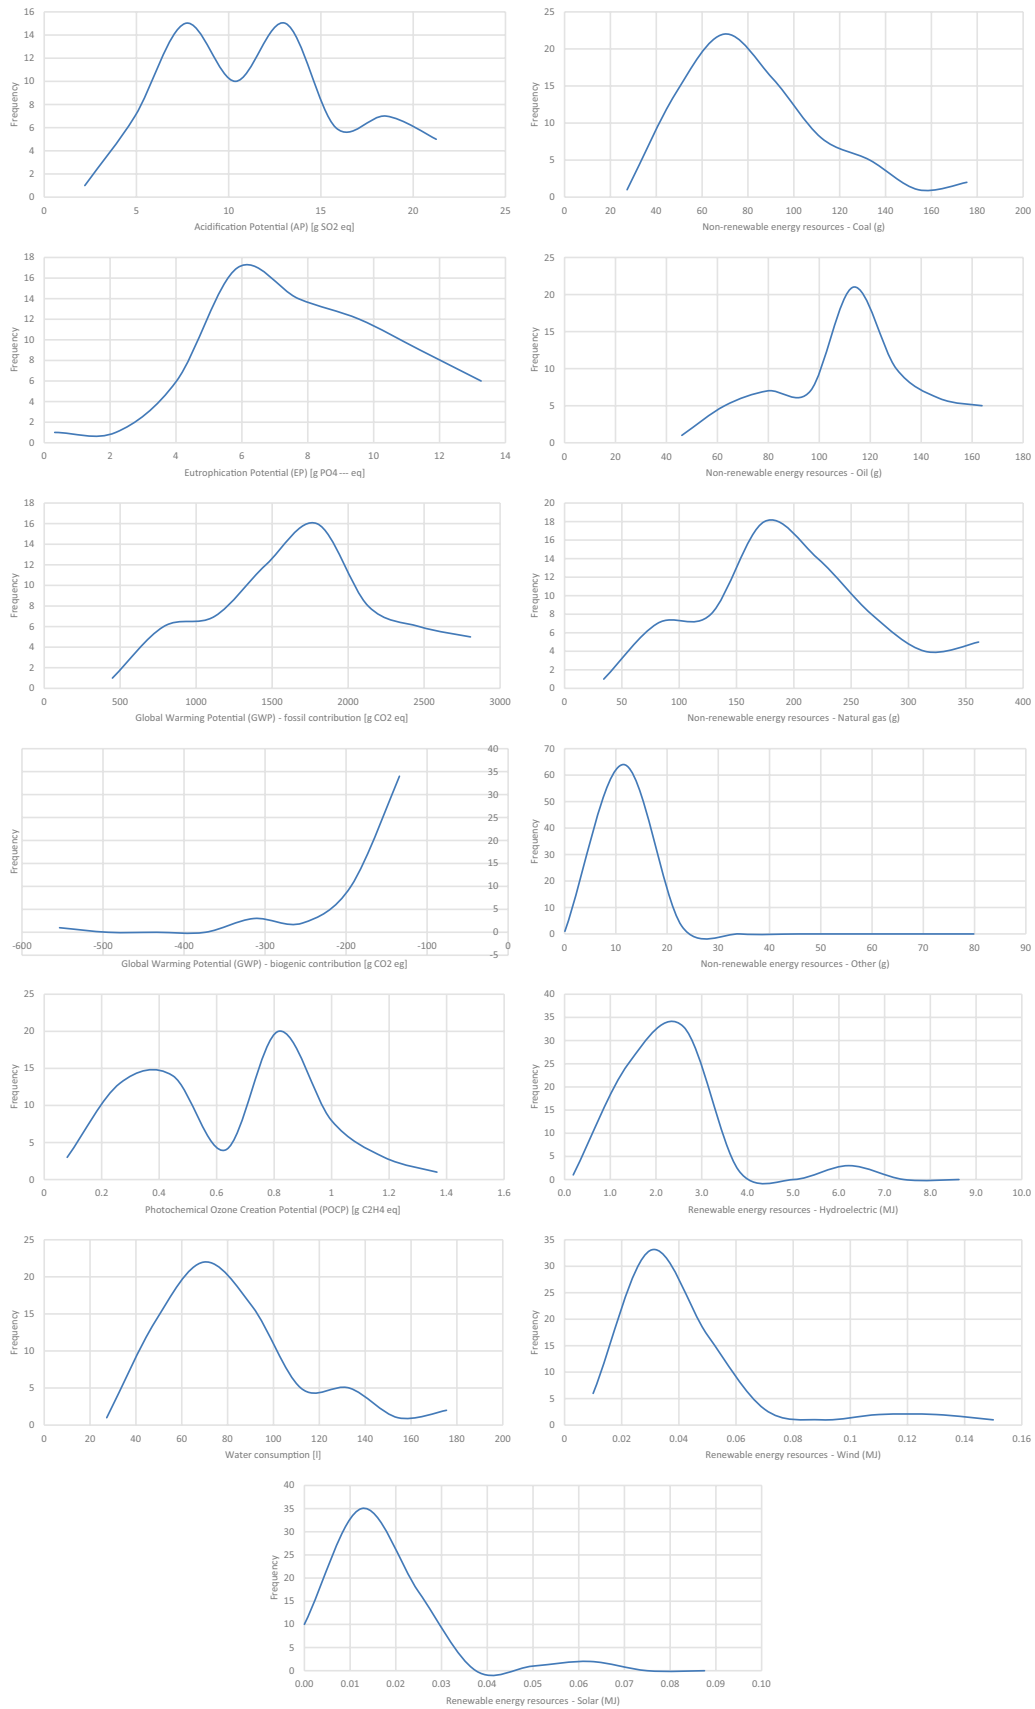 16
14
12
10
8
6
4
2
0
Frequency
0 5 10 15 20 25
Acidification Potential (AP) [g SO2 eq]
25
20
15
10
5
0
Frequency
0 20 40 60 80 100 120 140 160 180 200
Non-renewable energy resources - Coal (g)
18
16
14
12
10
8
6
4
2
0
Frequency
0 2 4 6 8 10 12 14
Eutrophication Potential (EP) [g PO4--- eq]
25
20
15
10
5
0
Frequency
0 20 40 60 80 100 120 140 160 180
Non-renewable energy resources - Oil (g)
18
16
14
12
10
8
6
4
2
0
Frequency
0 500 1000 1500 2000 2500 3000
Global Warming Potential (GWP) - fossil contribution [g CO2 eq]
20
18
16
14
12
10
8
6
4
2
0
Frequency
0 50 100 150 200 250 300 350 400
Non-renewable energy resources - Natural gas (g)
40
35
30
25
20
15
10
5
0
-5
Frequency
-600 -500 -400 -300 -200 -100 0
Global Warming Potential (GWP) - biogenic contribution [g CO2 eg]
70
60
50
40
30
20
10
0
Frequency
0 10 20 30 40 50 60 70 80 90
Non-renewable energy resources - Other (g)
25
20
15
10
5
0
Frequency
0 0.2 0.4 0.6 0.8 1 1.2 1.4 1.6
Photochemical Ozone Creation Potential (POCP) [g C2H4 eq]
40
35
30
25
20
15
10
5
0
Frequency
0.0 1.0 2.0 3.0 4.0 5.0 6.0 7.0 8.0 9.0 10.0
Renewable energy resources - Hydroelectric (MJ)
25
20
15
10
5
0
Frequency
0 20 40 60 80 100 120 140 160 180 200
Water consumption [l]
35
30
25
20
15
10
5
0
Frequency
0 0.02 0.04 0.06 0.08 0.10 0.12 0.14 0.16
Renewable energy resources - Wind (MJ)
40
35
30
25
20
15
10
5
0
Frequency
0.00 0.01 0.02 0.03 0.04 0.05 0.06 0.07 0.08 0.09 0.10
Renewable energy resources - Solar (MJ)